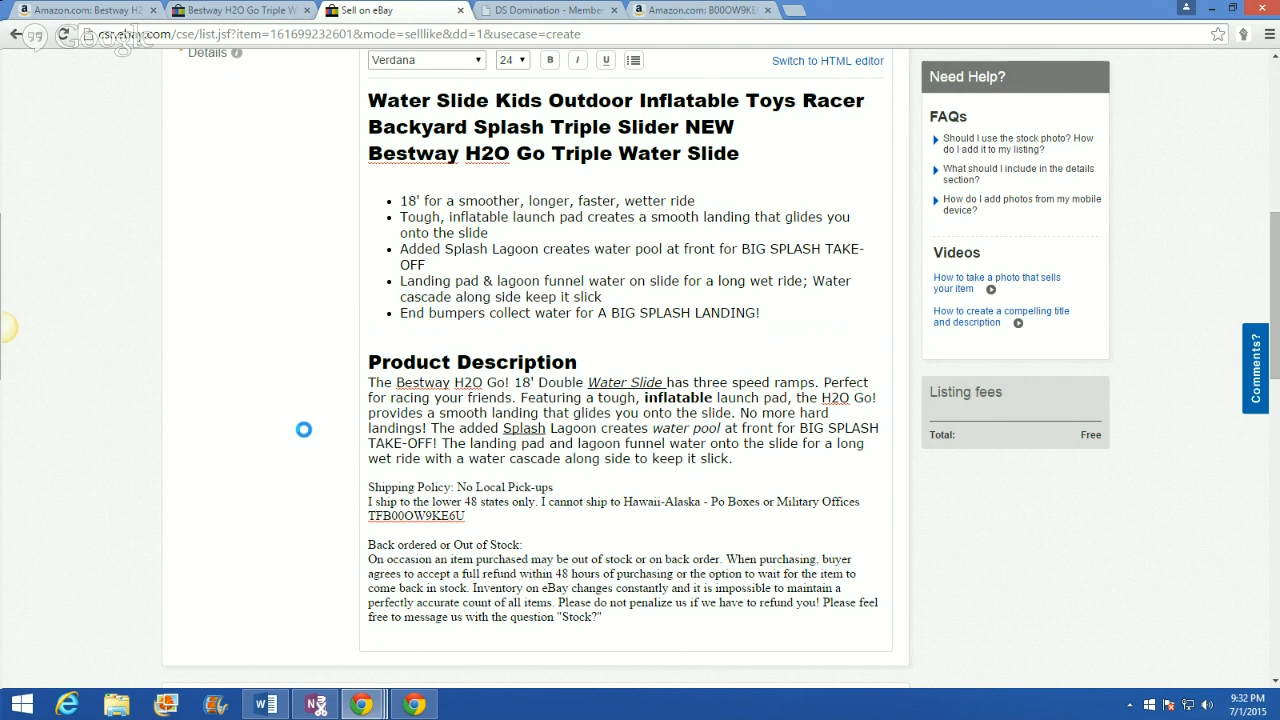 Amazon.com: Bestway H2
Bestway H2O Go Triple W
Sell on eBay
DS Domination - Member
Amazon.com: B00OW9KE
Google
csr.ebay.com/cse/list.jsf?item=161699232601&mode=selllike&dd=1&usecase=create
* Details
Verdana
24
B
I
U
Switch to HTML editor
Water Slide Kids Outdoor Inflatable Toys Racer
Backyard Splash Triple Slider NEW
Bestway H2O Go Triple Water Slide
• 18' for a smoother, longer, faster, wetter ride
• Tough, inflatable launch pad creates a smooth landing that glides you
onto the slide
• Added Splash Lagoon creates water pool at front for BIG SPLASH TAKE-
OFF
• Landing pad & lagoon funnel water on slide for a long wet ride; Water
cascade along side keep it slick
• End bumpers collect water for A BIG SPLASH LANDING!
Product Description
The Bestway H2O Go! 18' Double Water Slide has three speed ramps. Perfect
for racing your friends. Featuring a tough, inflatable launch pad, the H2O Go!
provides a smooth landing that glides you onto the slide. No more hard
landings! The added Splash Lagoon creates water pool at front for BIG SPLASH
TAKE-OFF! The landing pad and lagoon funnel water onto the slide for a long
wet ride with a water cascade along side to keep it slick.
Shipping Policy: No Local Pick-ups
I ship to the lower 48 states only. I cannot ship to Hawaii-Alaska - Po Boxes or Military Offices
TFB00OW9KE6U
Back ordered or Out of Stock:
On occasion an item purchased may be out of stock or on back order. When purchasing, buyer
agrees to accept a full refund within 48 hours of purchasing or the option to wait for the item to
come back in stock. Inventory on eBay changes constantly and it is impossible to maintain a
perfectly accurate count of all items. Please do not penalize us if we have to refund you! Please feel
free to message us with the question "Stock?"
Need Help?
FAQs
Should I use the stock photo? How
do I add it to my listing?
What should I include in the details
section?
How do I add photos from my mobile
device?
Videos
How to take a photo that sells
your item
How to create a compelling title
and description
Listing fees
Total: Free
Comments?
9:32 PM
7/1/2015